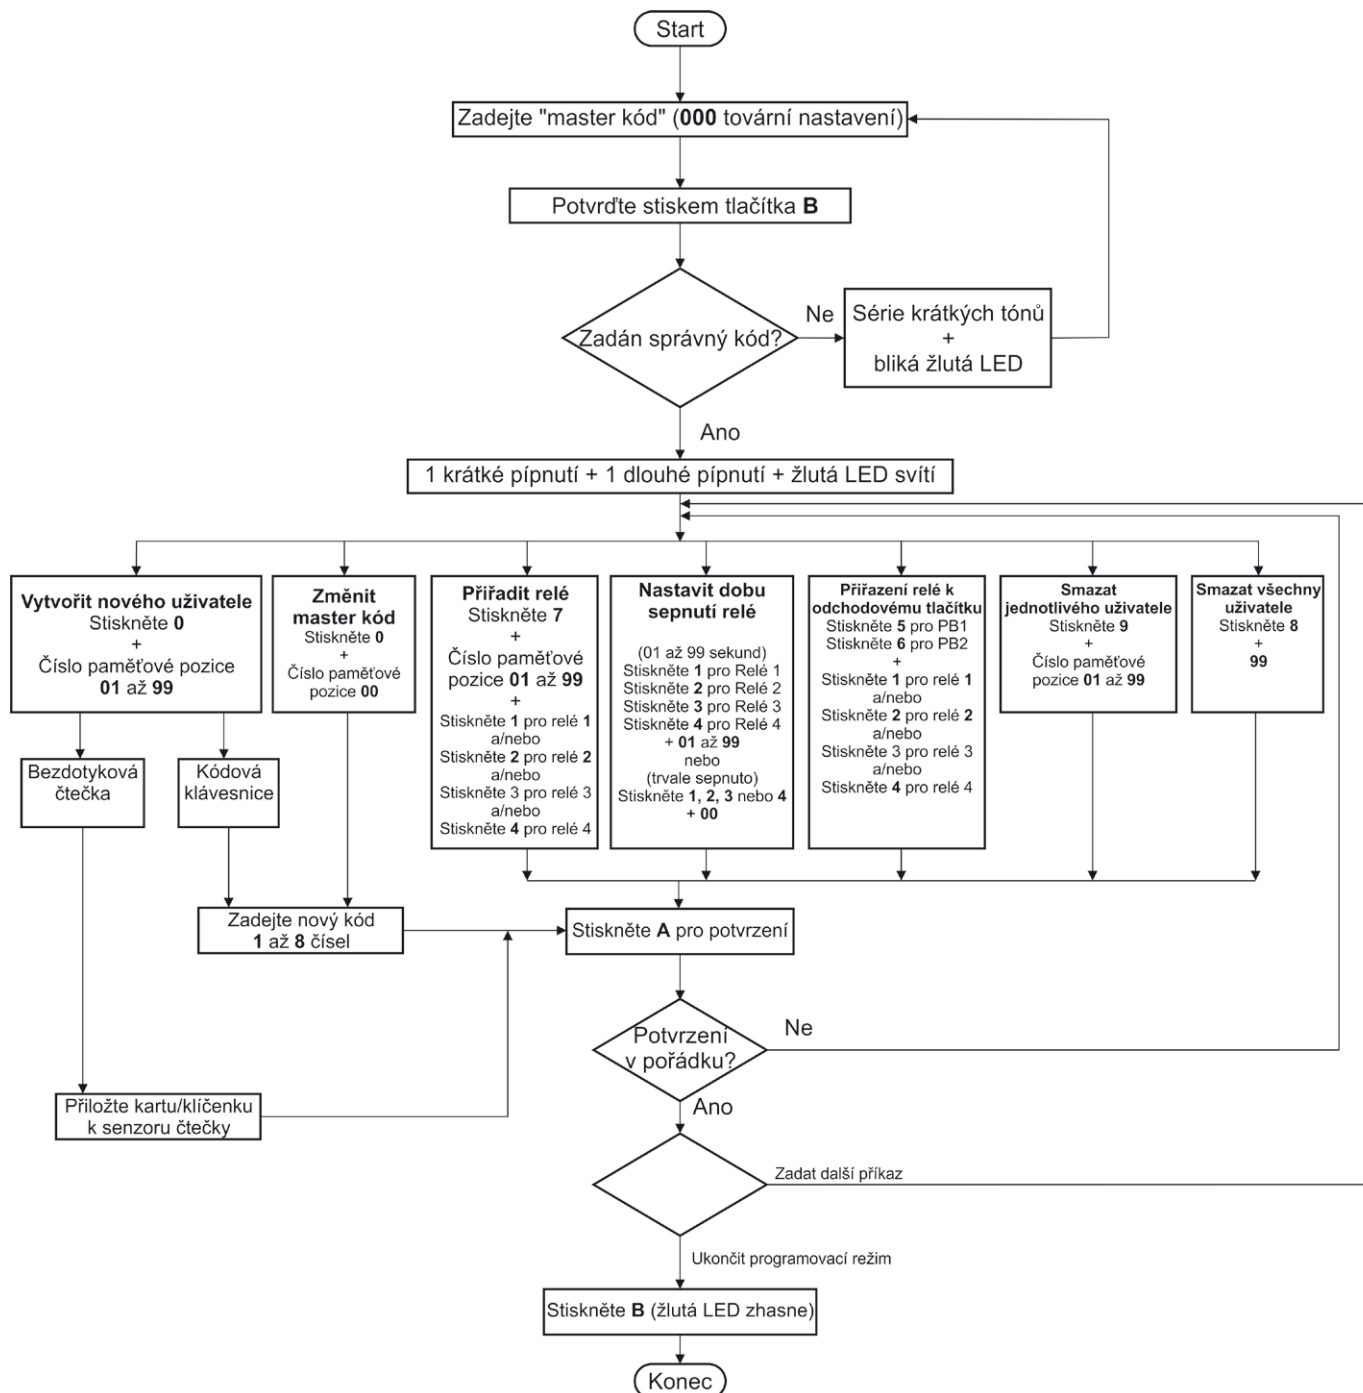 Start
Zadejte "master kód" (000 tovární nastavení)
Potvrďte stiskem tlačítka B
Zadán správný kód?
Ne
Série krátkých tónů
+
bliká žlutá LED
Ano
1 krátké pípnutí + 1 dlouhé pípnutí + žlutá LED svítí
Vytvořit nového uživatele
Stiskněte 0
+
Číslo paměťové pozice
01 až 99
Změnit
master kód
Stiskněte 0
+
Číslo paměťové
pozice 00
Přiřadit relé
Stiskněte 7
+
Číslo paměťové
pozice 01 až 99
+
Stiskněte 1 pro relé 1
a/nebo
Stiskněte 2 pro relé 2
a/nebo
Stiskněte 3 pro relé 3
a/nebo
Stiskněte 4 pro relé 4
Nastavit dobu
sepnutí relé
(01 až 99 sekund)
Stiskněte 1 pro Relé 1
Stiskněte 2 pro Relé 2
Stiskněte 3 pro Relé 3
Stiskněte 4 pro Relé 4
+ 01 až 99
nebo
(trvale sepnuto)
Stiskněte 1, 2, 3 nebo 4
+ 00
Přiřazení relé k
odchodovému tlačítku
Stiskněte 5 pro PB1
Stiskněte 6 pro PB2
+
Stiskněte 1 pro relé 1
a/nebo
Stiskněte 2 pro relé 2
a/nebo
Stiskněte 3 pro relé 3
a/nebo
Stiskněte 4 pro relé 4
Smazat
jednotlivého uživatele
Stiskněte 9
+
Číslo paměťové
pozice 01 až 99
Smazat všechny
uživatele
Stiskněte 8
+
99
Bezdotyková
čtečka
Kódová
klávesnice
Zadejte nový kód
1 až 8 čísel
Stiskněte A pro potvrzení
Potvrzení
v pořádku?
Ne
Přiložte kartu/klíčenku
k senzoru čtečky
Ano
Zadat další příkaz
Ukončit programovací režim
Stiskněte B (žlutá LED zhasne)
Konec